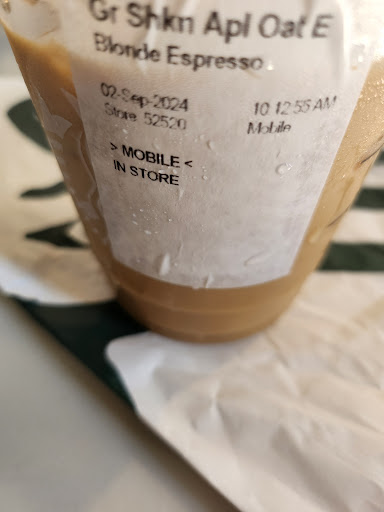 Gr Shkn Apl Oat E
Blonde Espresso
02-Sep-2024 10:12:55 AM
Store 52520 Mobile
> MOBILE <
IN STORE